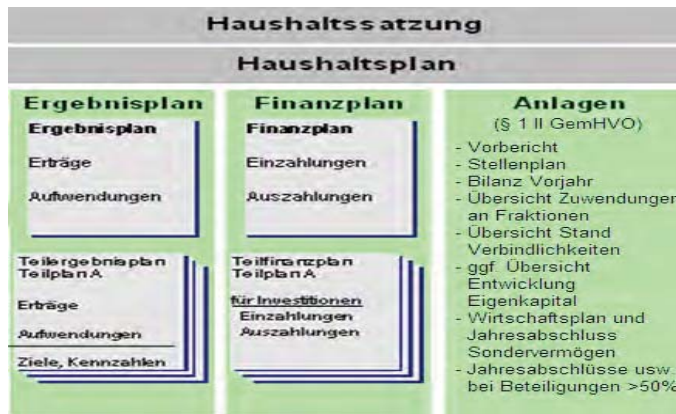 Haushaltssatzung
Haushaltsplan
Ergebnisplan
Ergebnisplan
Erträge
Aufwendungen
Teilergebnisplan
Teilplan A
Erträge
Aufwendungen
Ziele, Kennzahlen
Finanzplan
Finanzplan
Einzahlungen
Auszahlungen
Teilfinanzplan
Teilplan A
für Investitionen
Einzahlungen
Auszahlungen
Anlagen
(§ 1 II GemHVO)
- Vorbericht
- Stellenplan
- Bilanz Vorjahr
- Übersicht Zuwendungen
an Fraktionen
- Übersicht Stand
Verbindlichkeiten
- ggf. Übersicht
Entwicklung
Eigenkapital
- Wirtschaftsplan und
Jahresabschluss
Sondervermögen
- Jahresabschlüsse usw.
bei Beteiligungen >50%